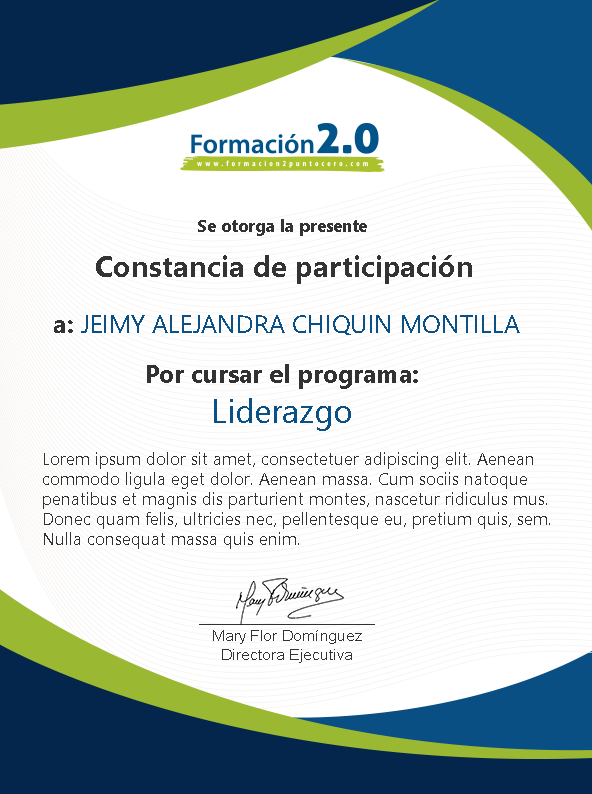 Formación2.0
www.formacion2puntocero.com
Se otorga la presente
Constancia de participación
a: JEIMY ALEJANDRA CHIQUIN MONTILLA
Por cursar el programa:
Liderazgo
Lorem ipsum dolor sit amet, consectetuer adipiscing elit. Aenean
commodo ligula eget dolor. Aenean massa. Cum sociis natoque
penatibus et magnis dis parturient montes, nascetur ridiculus mus.
Donec quam felis, ultricies nec, pellentesque eu, pretium quis, sem.
Nulla consequat massa quis enim.
Mary Domínguez
Mary Flor Domínguez
Directora Ejecutiva